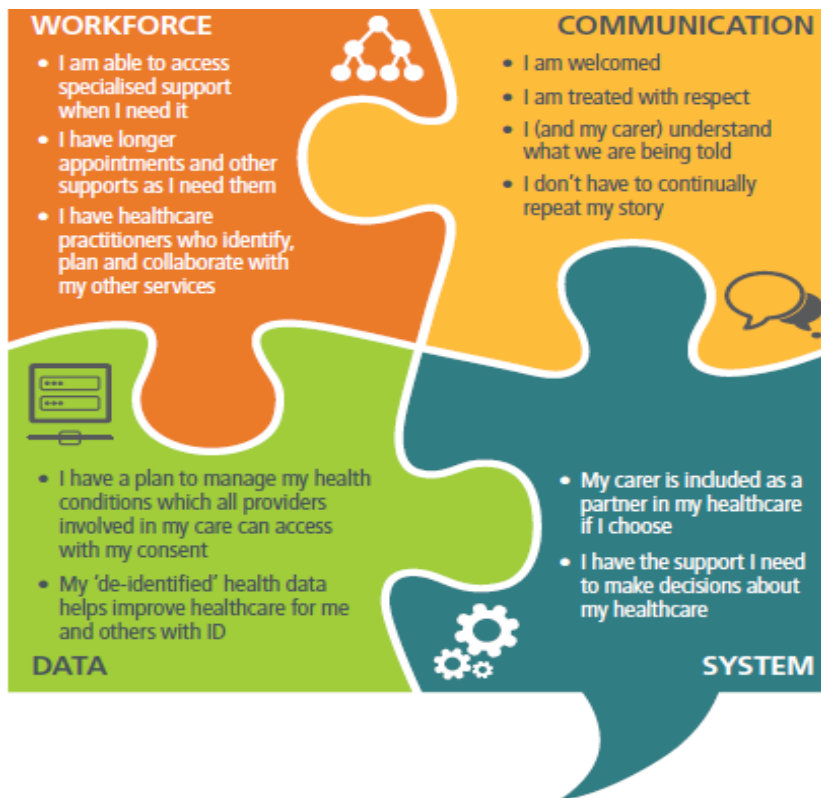 WORKFORCE
• I am able to access
specialised support
when I need it
• I have longer
appointments and other
supports as I need them
• I have healthcare
practitioners who identify,
plan and collaborate with
my other services
COMMUNICATION
• I am welcomed
• I am treated with respect
• I (and my carer) understand
what we are being told
• I don't have to continually
repeat my story
• I have a plan to manage my health
conditions which all providers
involved in my care can access
with my consent
• My 'de-identified' health data
helps improve healthcare for me
and others with ID
DATA
• My carer is included as a
partner in my healthcare
if I choose
• I have the support I need
to make decisions about
my healthcare
SYSTEM